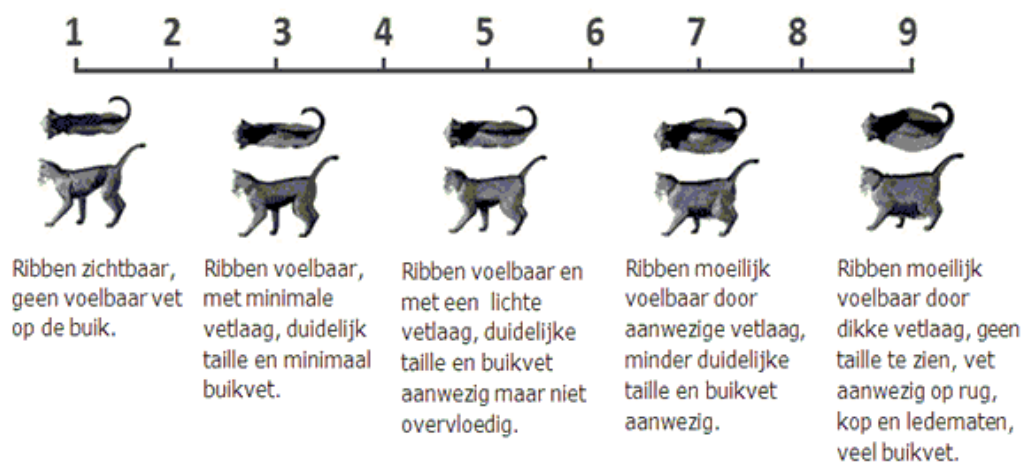 1 2 3 4 5 6 7 8 9
Ribben zichtbaar,
geen voelbaar vet
op de buik.
Ribben voelbaar,
met minimale
vetlaag, duidelijk
taille en minimaal
buikvet.
Ribben voelbaar en
met een lichte
vetlaag, duidelijke
taille en buikvet
aanwezig maar niet
overvloedig.
Ribben moeilijk
voelbaar door
aanwezige vetlaag,
minder duidelijke
taille en buikvet
aanwezig.
Ribben moeilijk
voelbaar door
dikke vetlaag, geen
taille te zien, vet
aanwezig op rug,
kop en ledematen,
veel buikvet.